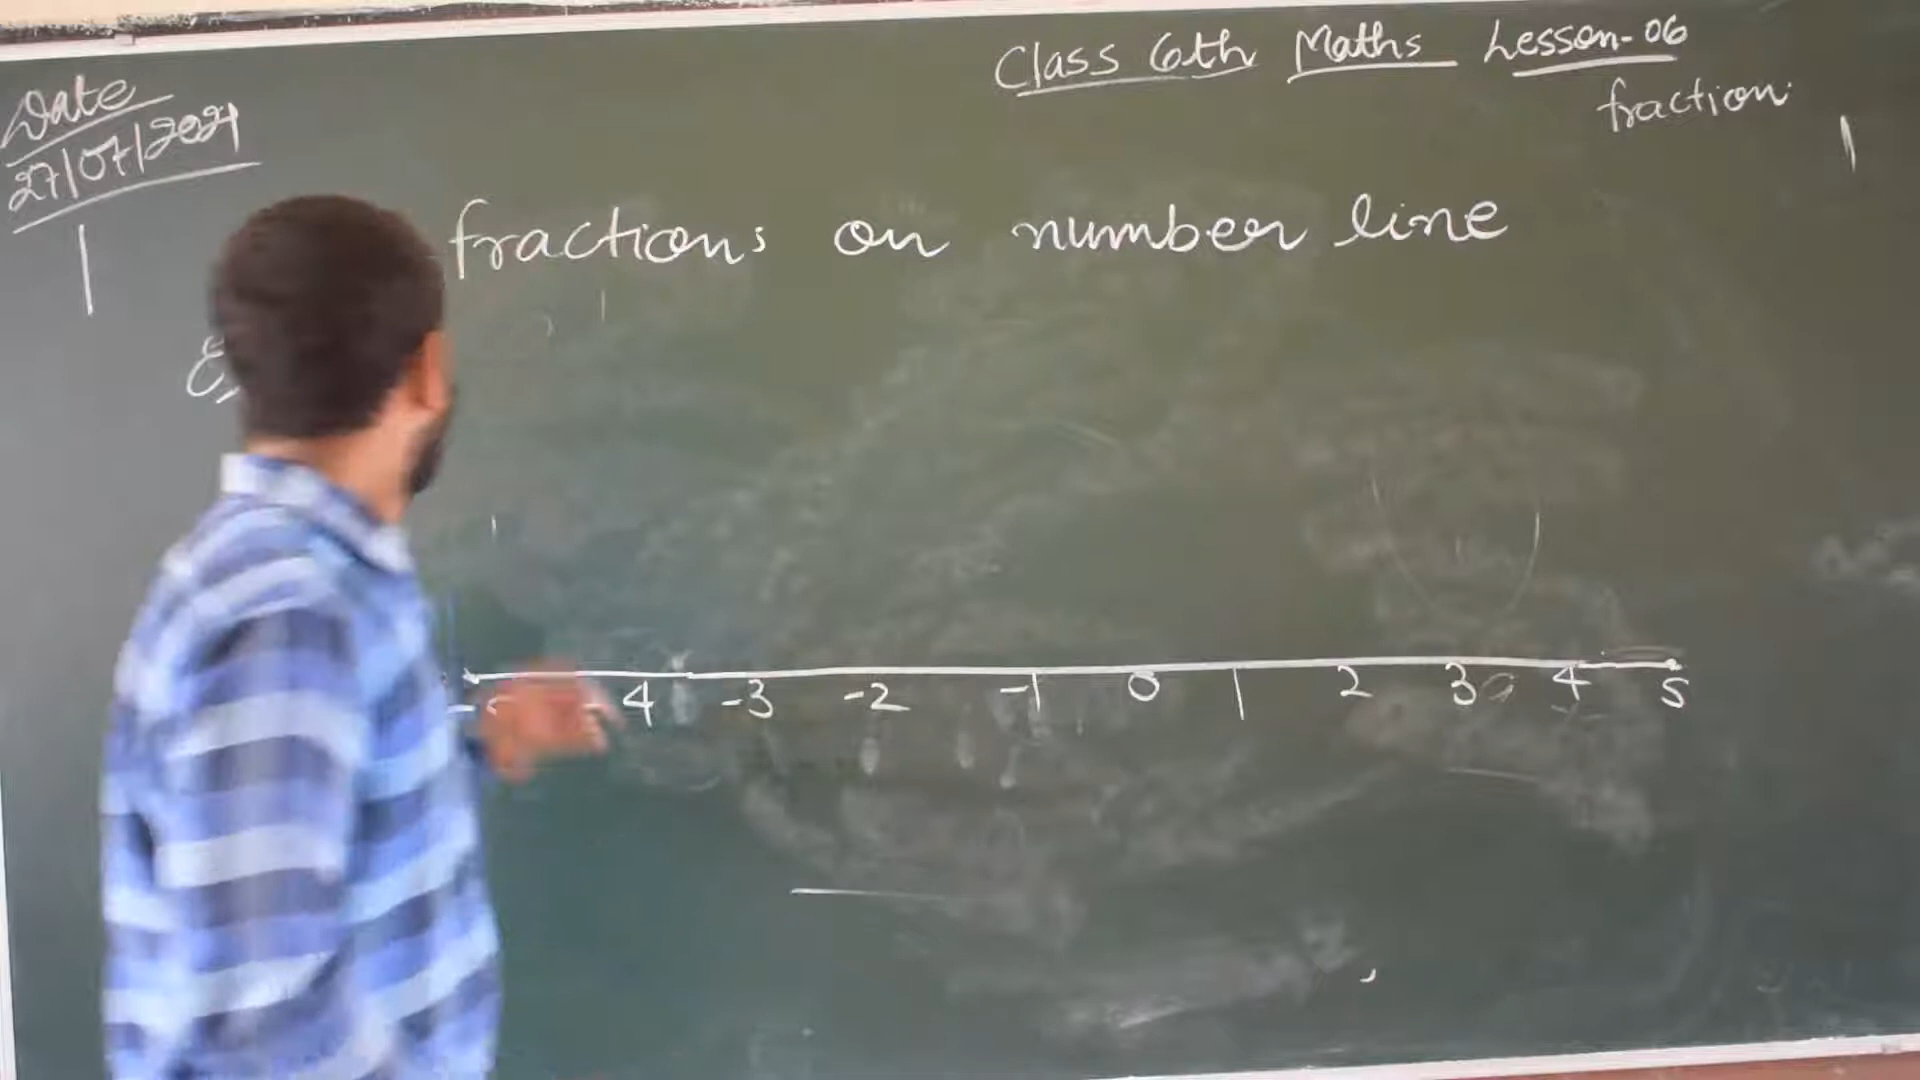 Class 6th Maths Lesson-06
fraction
Date
27/07/2021
fractions on number line
4 -3 -2 -1 0 1 2 3 4 5